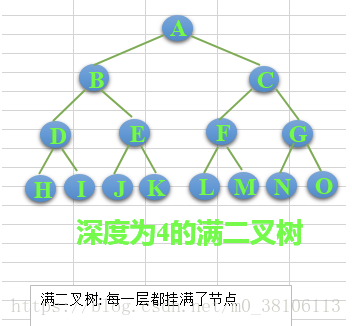 A
B C
D E F G
H I J K L M N O
深度为4的满二叉树
满二叉树: 每一层都挂满了节点
https://blog.csdn.net/m0_38106113